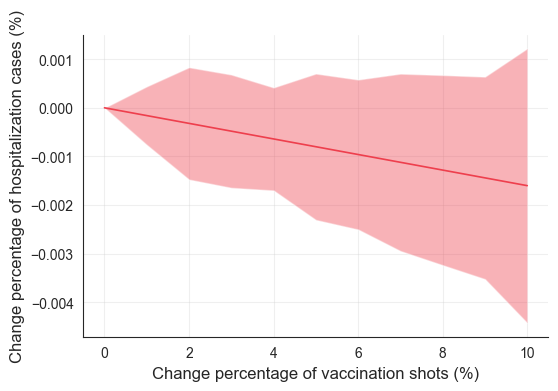 Change percentage of hospitalization cases (%)
0.001
0.000
−0.001
−0.002
−0.003
−0.004
0 2 4 6 8 10
Change percentage of vaccination shots (%)